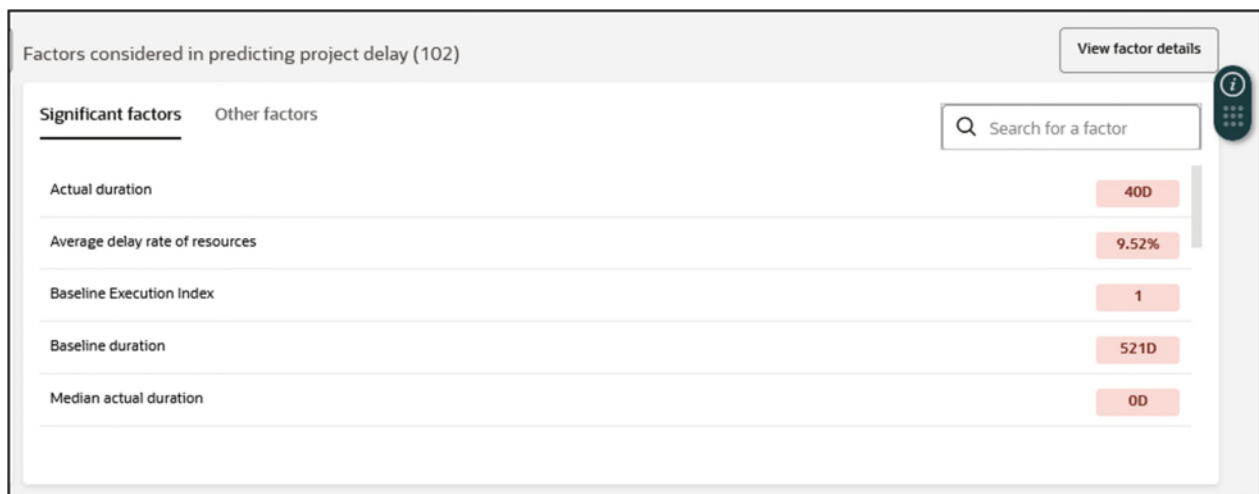 Factors considered in predicting project delay (102)
View factor details
Significant factors
Other factors
Search for a factor
Actual duration
40D
Average delay rate of resources
9.52%
Baseline Execution Index
1
Baseline duration
521D
Median actual duration
0D